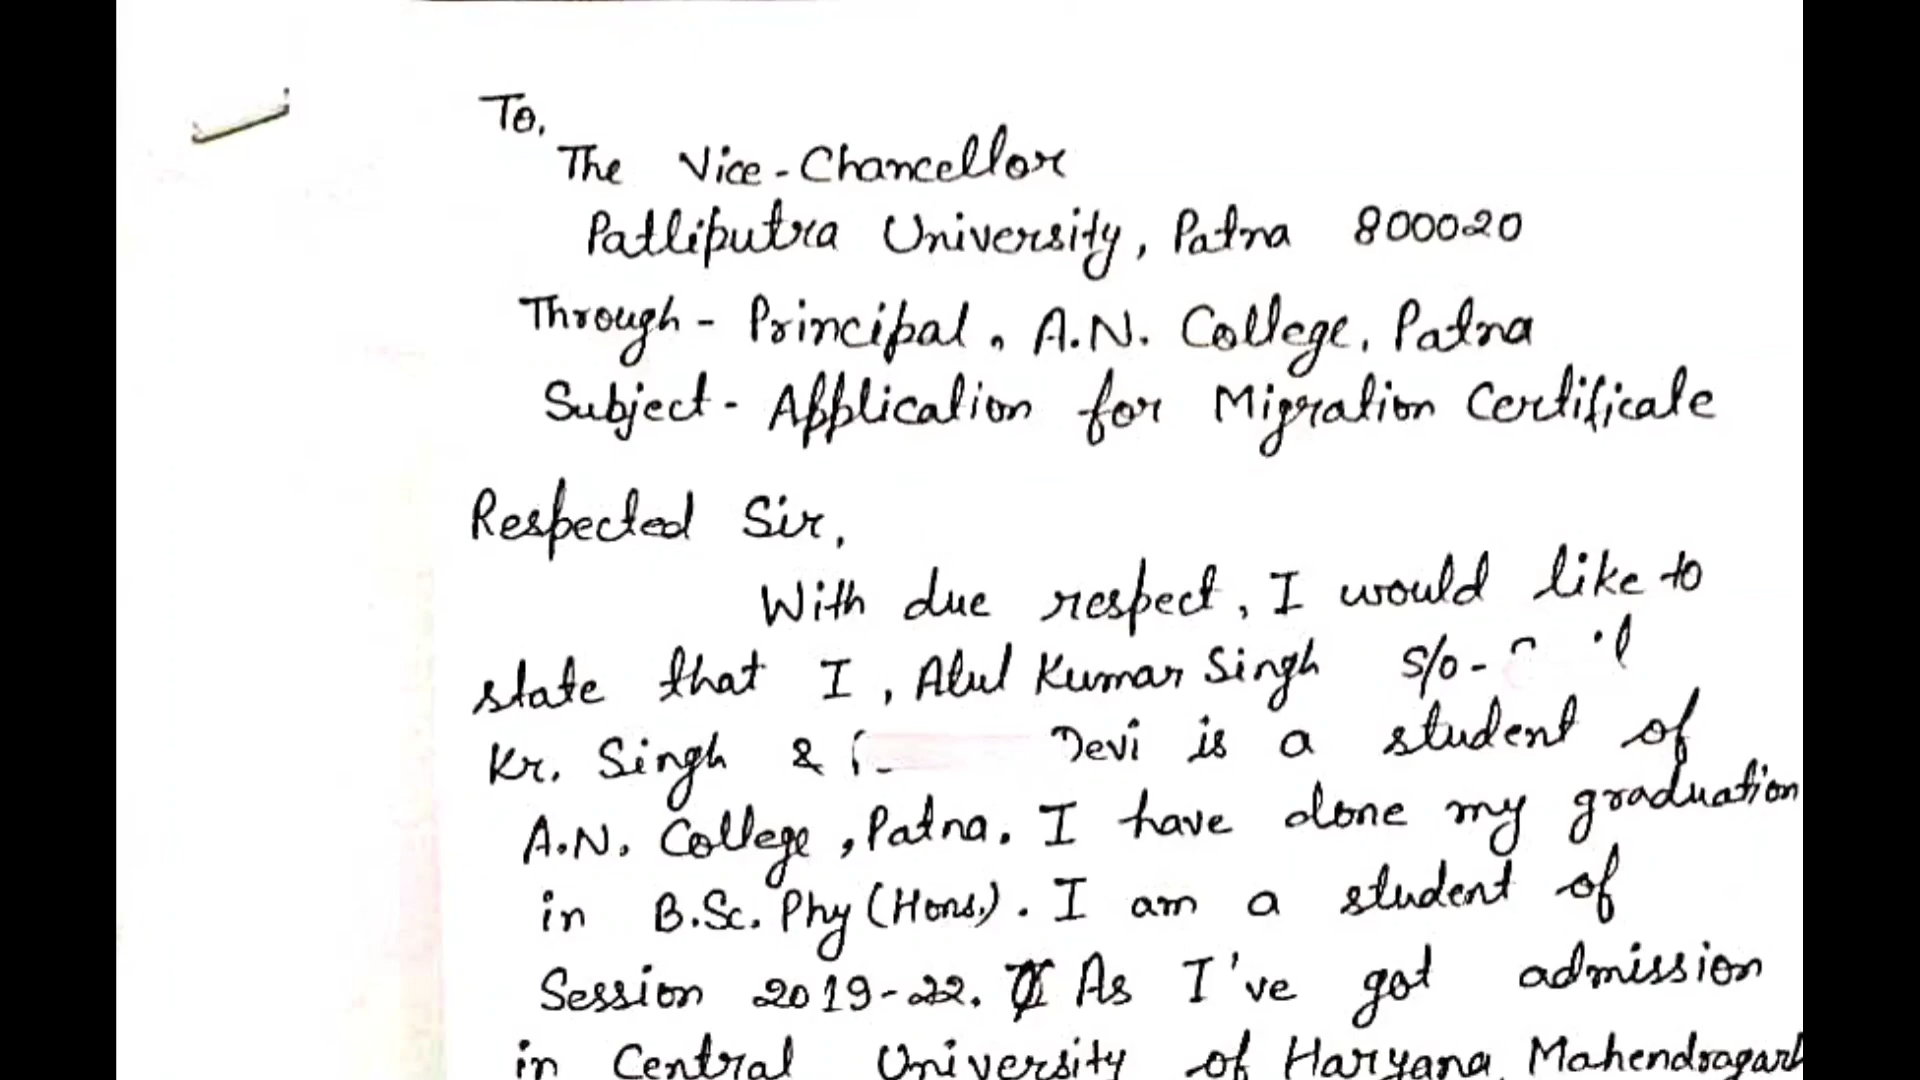 To,
The Vice-Chancellor
Patliputra University, Patna 800020
Through - Principal, A.N. College, Patna
Subject - Application for Migration Certificate
Respected Sir,
With due respect, I would like to
state that I, Atul Kumar Singh S/o-
Kr. Singh & Devi is a student of
A.N. College, Patna. I have done my graduation
in B.Sc. Phy (Hons.). I am a student of
Session 2019-22. As I've got admission
in Central University of Haryana, Mahendragarh